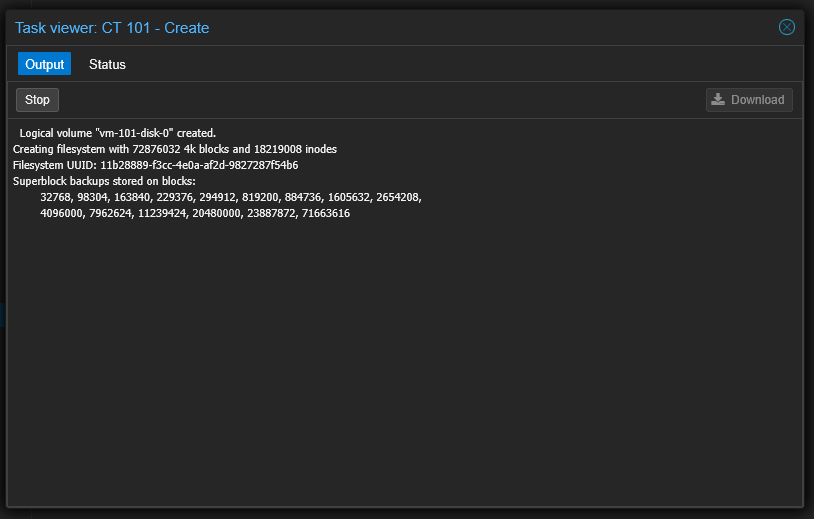 Task viewer: CT 101 - Create
Output Status
Stop Download
Logical volume "vm-101-disk-0" created.
Creating filesystem with 72876032 4k blocks and 18219008 inodes
Filesystem UUID: 11b28889-f3cc-4e0a-af2d-9827287f54b6
Superblock backups stored on blocks:
32768, 98304, 163840, 229376, 294912, 819200, 884736, 1605632, 2654208,
4096000, 7962624, 11239424, 20480000, 23887872, 71663616